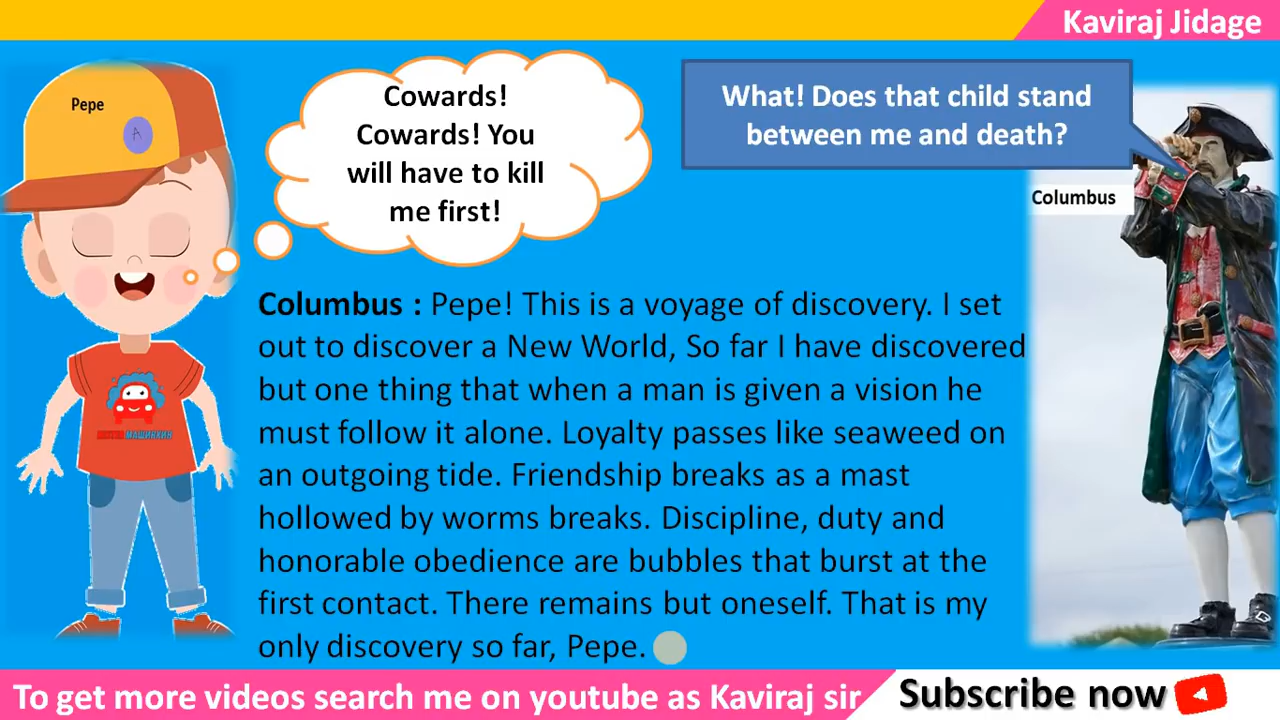 Kaviraj Jidage
Pepe
A
Cowards!
Cowards! You
will have to kill
me first!
What! Does that child stand
between me and death?
Columbus
Columbus : Pepe! This is a voyage of discovery. I set
out to discover a New World, So far I have discovered
but one thing that when a man is given a vision he
must follow it alone. Loyalty passes like seaweed on
an outgoing tide. Friendship breaks as a mast
hollowed by worms breaks. Discipline, duty and
honorable obedience are bubbles that burst at the
first contact. There remains but oneself. That is my
only discovery so far, Pepe.
To get more videos search me on youtube as Kaviraj sir
Subscribe now